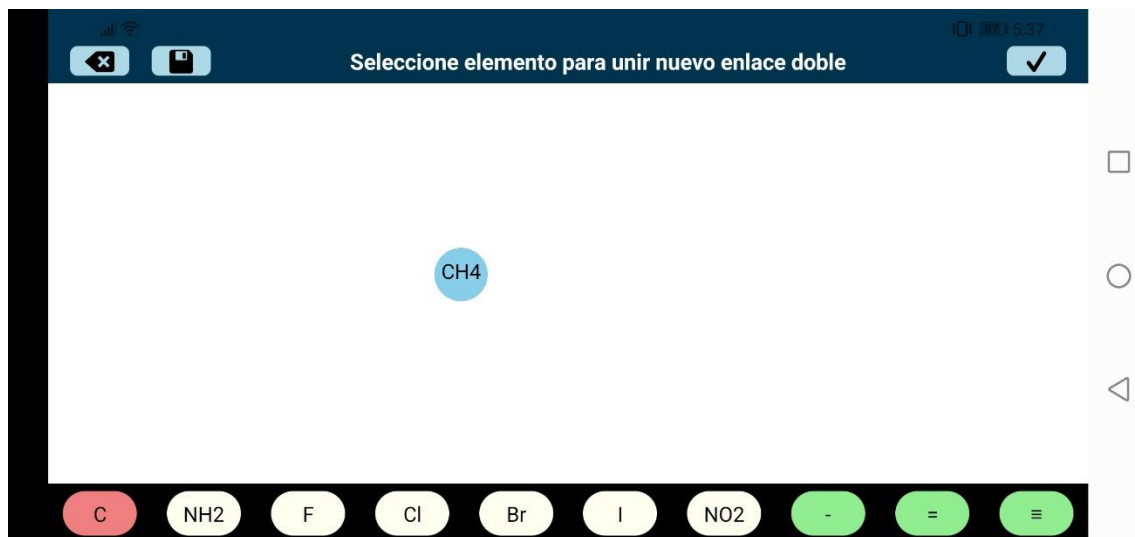 5:37
Seleccione elemento para unir nuevo enlace doble
CH4
C NH2 F Cl Br I NO2 - = ≡